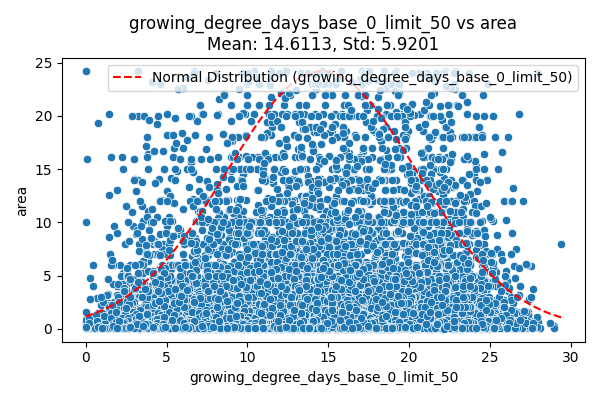 growing_degree_days_base_0_limit_50 vs area
Mean: 14.6113, Std: 5.9201
Normal Distribution (growing_degree_days_base_0_limit_50)
25
20
15
10
5
0
area
0 5 10 15 20 25 30
growing_degree_days_base_0_limit_50